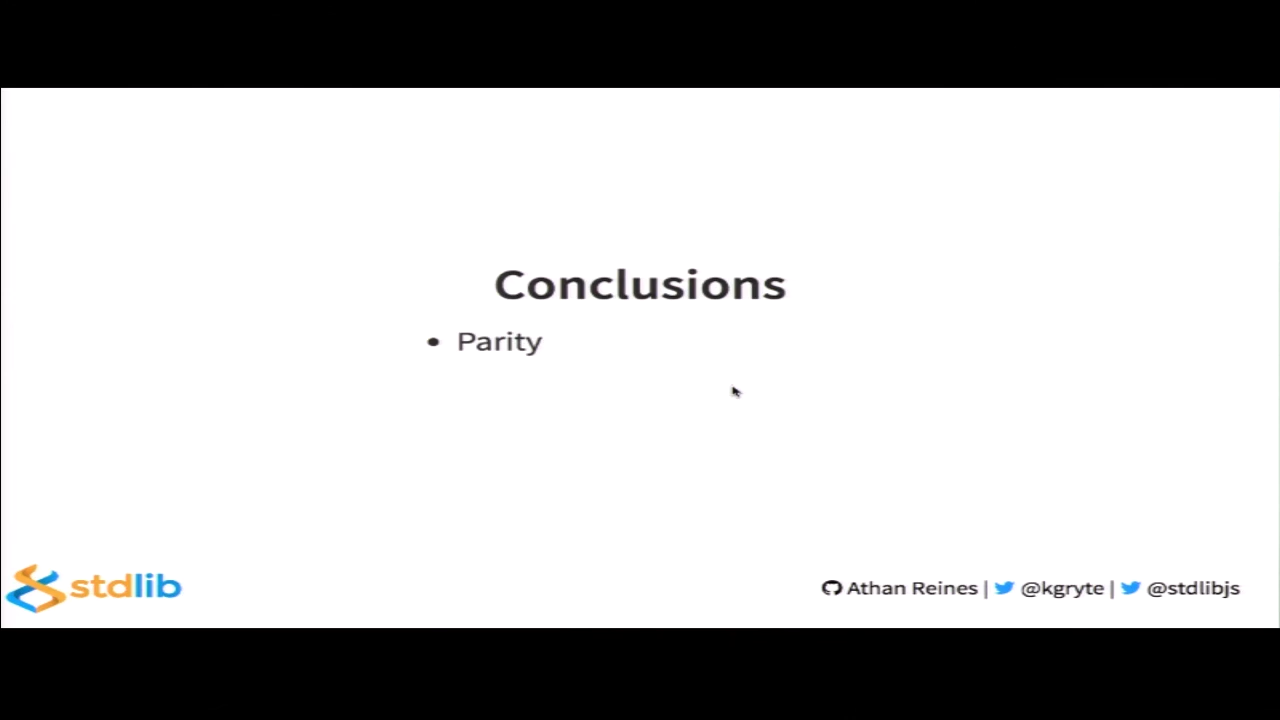 Conclusions
• Parity
stdlib
Athan Reines | @kgryte | @stdlibjs